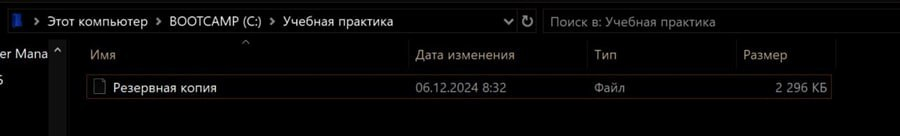 Этот компьютер > BOOTCAMP (C:) > Учебная практика
Поиск в: Учебная практика
er Mana
Имя Дата изменения Тип Размер
Резервная копия 06.12.2024 8:32 Файл 2 296 КБ